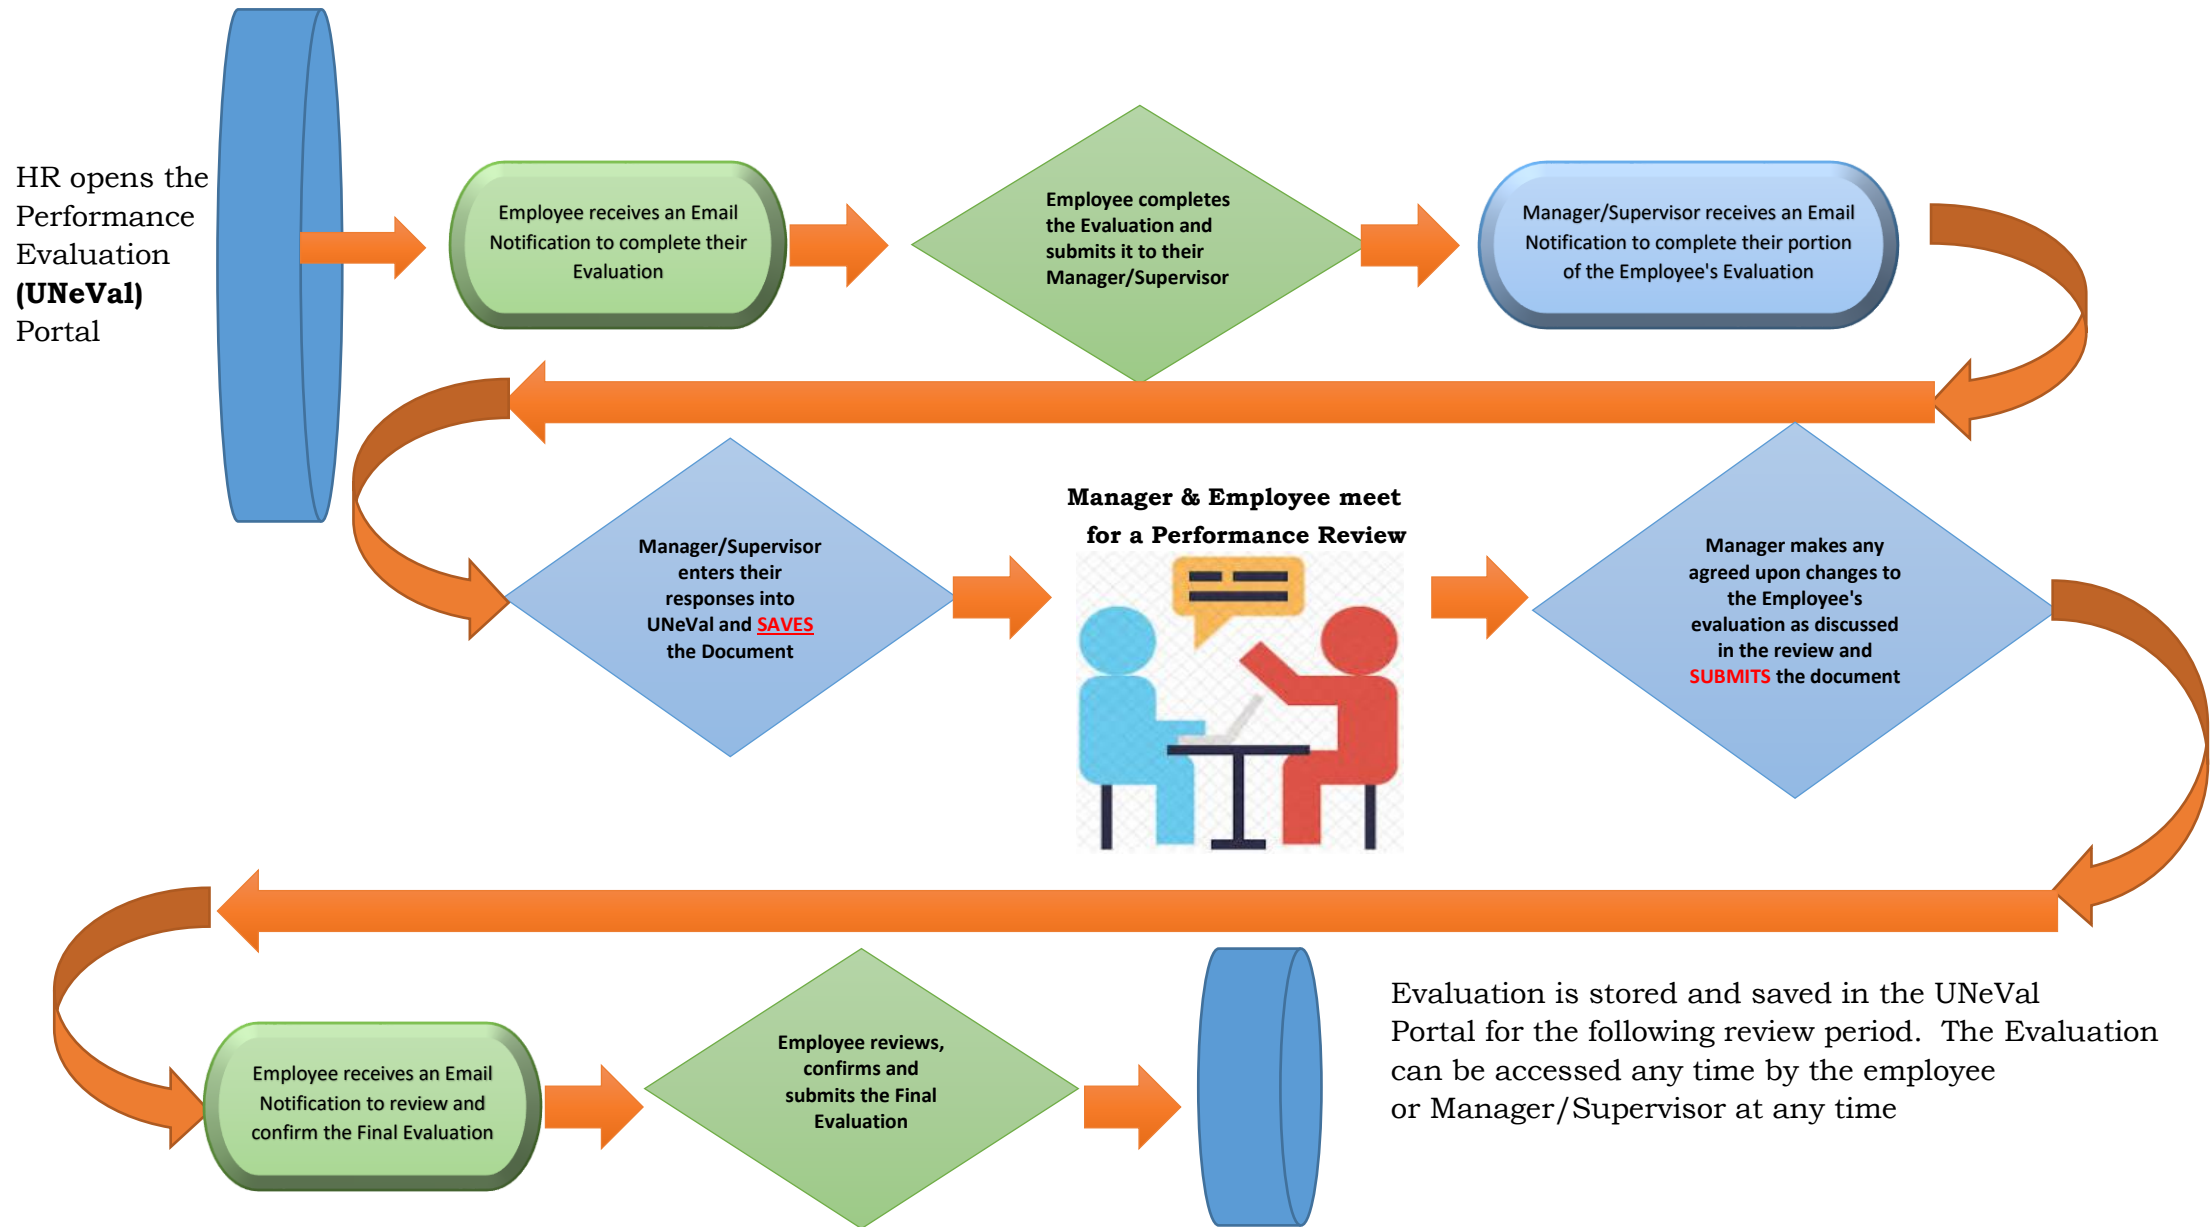 HR opens the
Performance
Evaluation
(UNeVal)
Portal
Employee receives an Email
Notification to complete their
Evaluation
Employee completes
the Evaluation and
submits it to their
Manager/Supervisor
Manager/Supervisor receives an Email
Notification to complete their portion
of the Employee's Evaluation
Manager/Supervisor
enters their
responses into
UNeVal and SAVES
the Document
Manager & Employee meet
for a Performance Review
Manager makes any
agreed upon changes to
the Employee's
evaluation as discussed
in the review and
SUBMITS the document
Employee receives an Email
Notification to review and
confirm the Final Evaluation
Employee reviews,
confirms and
submits the Final
Evaluation
Evaluation is stored and saved in the UNeVal
Portal for the following review period.  The Evaluation
can be accessed any time by the employee
or Manager/Supervisor at any time